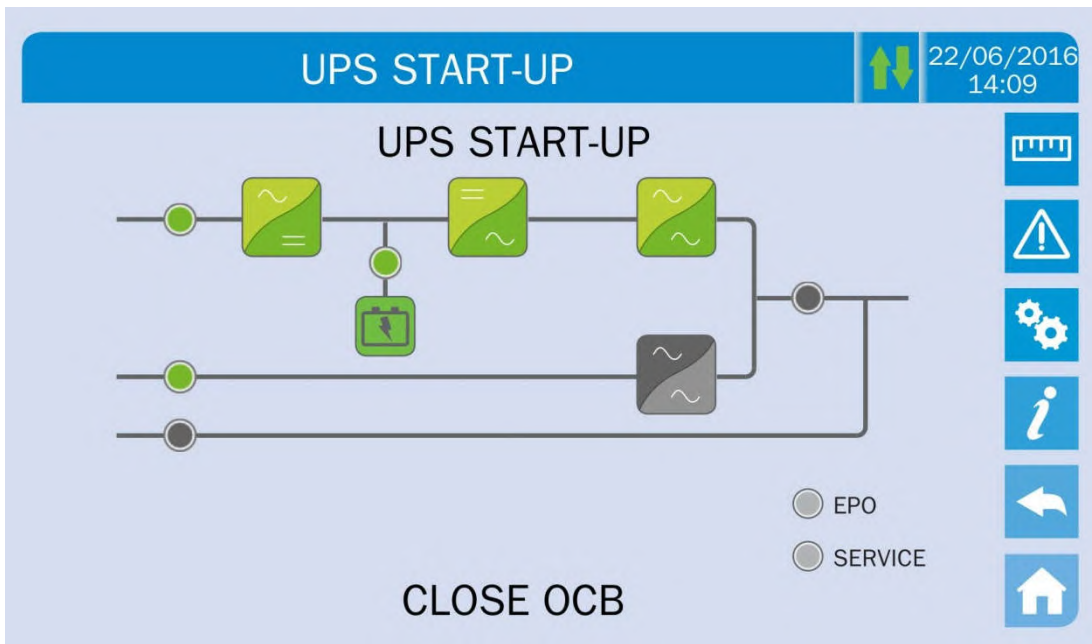 UPS START-UP
22/06/2016
14:09
UPS START-UP
EPO
SERVICE
CLOSE OCB